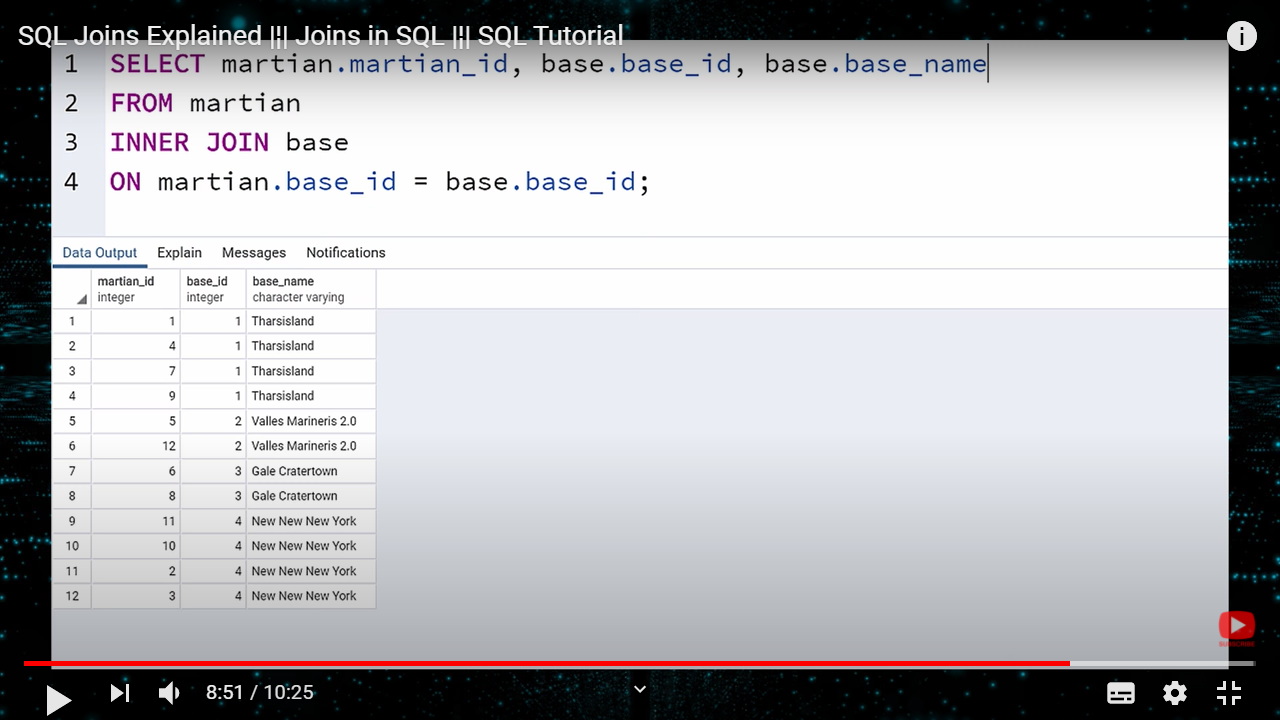 SQL Joins Explained ||| Joins in SQL ||| SQL Tutorial
1 SELECT martian.martian_id, base.base_id, base.base_name
2 FROM martian
3 INNER JOIN base
4 ON martian.base_id = base.base_id;
Data Output Explain Messages Notifications
martian_id base_id base_name
integer integer character varying
1 1 1 Tharsisland
2 4 1 Tharsisland
3 7 1 Tharsisland
4 9 1 Tharsisland
5 5 2 Valles Marineris 2.0
6 12 2 Valles Marineris 2.0
7 6 3 Gale Cratertown
8 8 3 Gale Cratertown
9 11 4 New New New York
10 10 4 New New New York
11 2 4 New New New York
12 3 4 New New New York
SUBSCRIBE
8:51 / 10:25